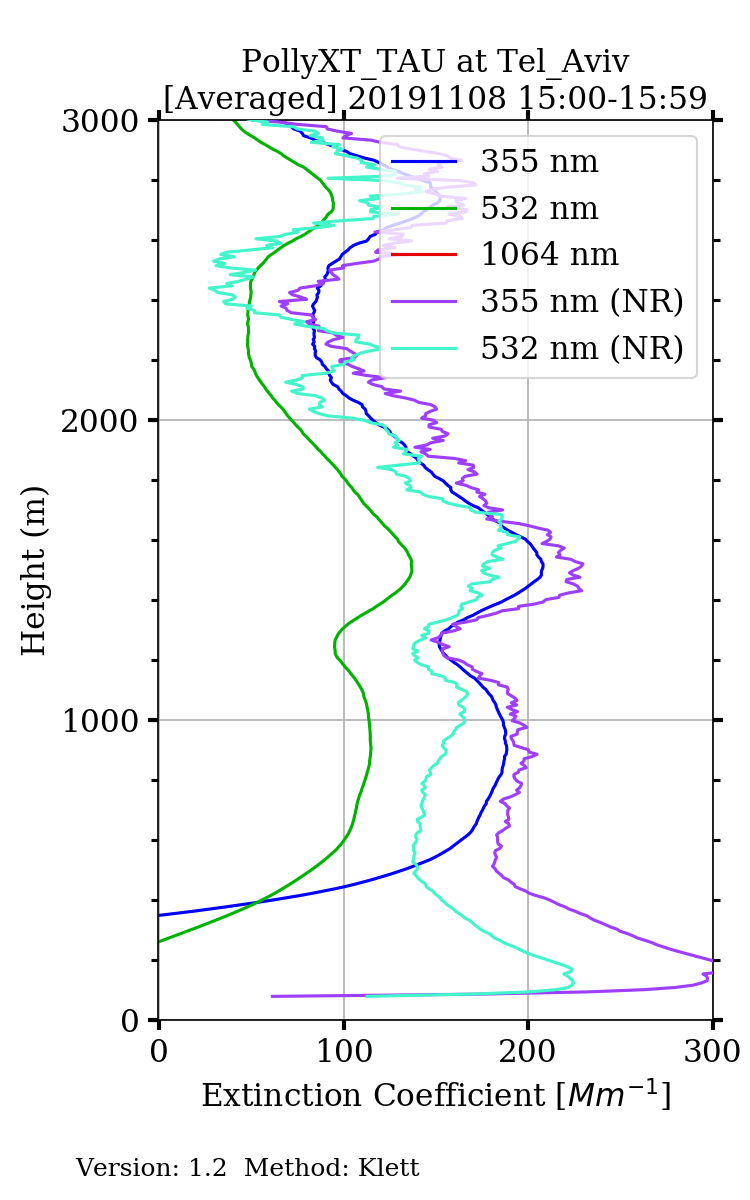 PollyXT_TAU at Tel_Aviv
[Averaged] 20191108 15:00-15:59
3000
2000
1000
0
Height (m)
355 nm
532 nm
1064 nm
355 nm (NR)
532 nm (NR)
0 100 200 300
Extinction Coefficient [Mm⁻¹]
Version: 1.2 Method: Klett